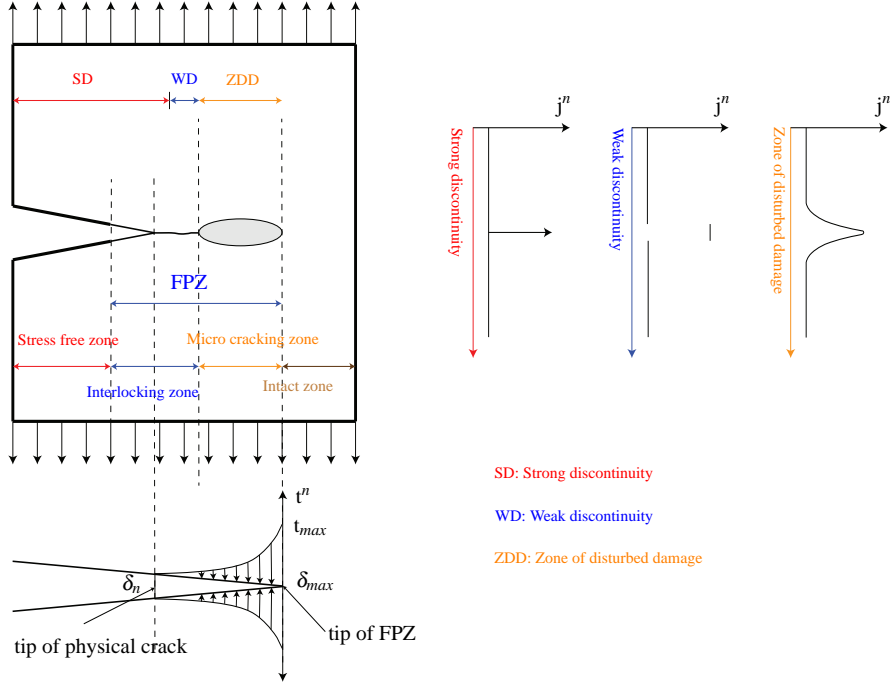 SD
WD
ZDD
FPZ
Stress free zone
Micro cracking zone
Interlocking zone
Intact zone
t^n
t_max
δ_n
δ_max
tip of physical crack
tip of FPZ
j^n
Strong discontinuity
j^n
Weak discontinuity
j^n
Zone of disturbed damage
SD: Strong discontinuity
WD: Weak discontinuity
ZDD: Zone of disturbed damage